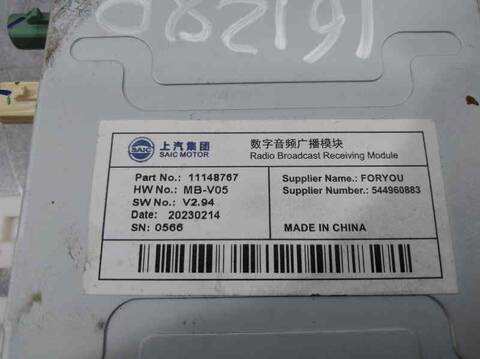 SAIC
上汽集团
SAIC MOTOR
数字音频广播模块
Radio Broadcast Receiving Module
Part No.: 11148767
HW No.: MB-V05
SW No.: V2.94
Date: 20230214
SN: 0566
Supplier Name.: FORYOU
Supplier Number.: 544960883
MADE IN CHINA